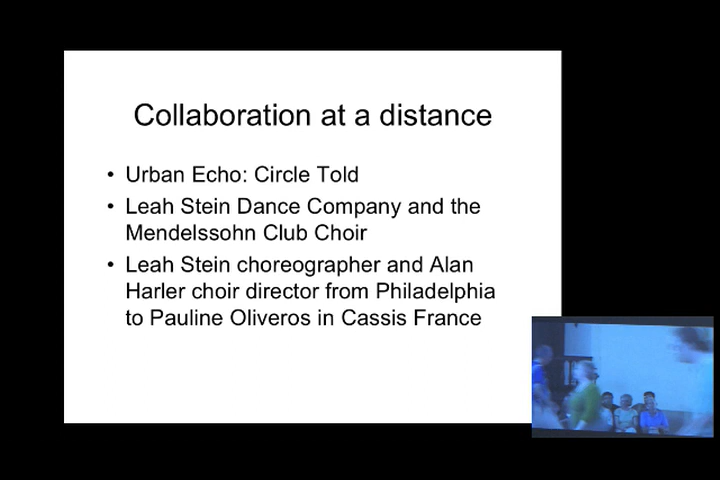 Collaboration at a distance
• Urban Echo: Circle Told
• Leah Stein Dance Company and the
Mendelssohn Club Choir
• Leah Stein choreographer and Alan
Harler choir director from Philadelphia
to Pauline Oliveros in Cassis France